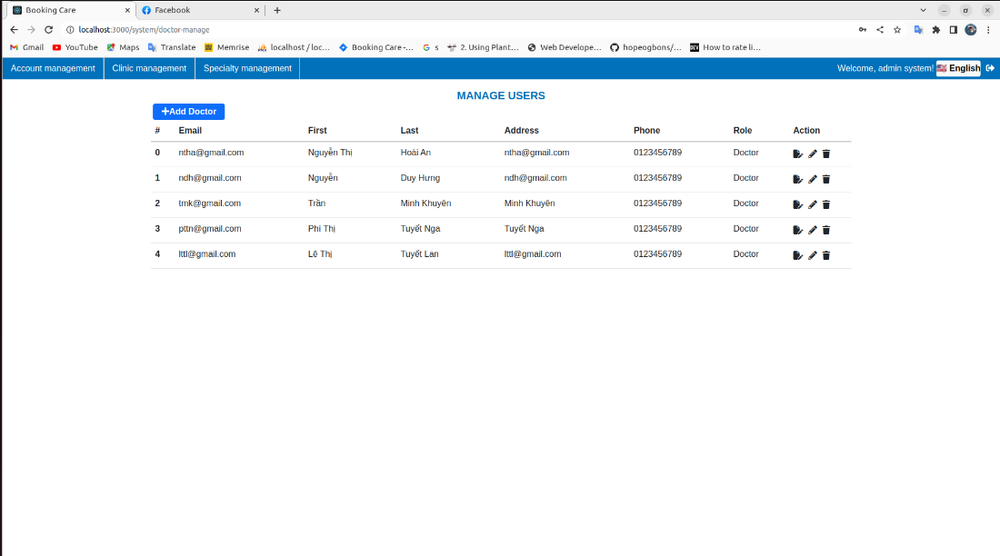 Booking Care
Facebook
localhost:3000/system/doctor-manage
Gmail YouTube Maps Translate Memrise localhost / loc... Booking Care -... s 2. Using Plant... Web Develope... hopeogbons/... DEV How to rate li...
Account management Clinic management Specialty management Welcome, admin system! English
MANAGE USERS
Add Doctor
# Email First Last Address Phone Role Action
0 ntha@gmail.com Nguyễn Thị Hoài An ntha@gmail.com 0123456789 Doctor
1 ndh@gmail.com Nguyễn Duy Hưng ndh@gmail.com 0123456789 Doctor
2 tmk@gmail.com Trần Minh Khuyên Minh Khuyên 0123456789 Doctor
3 pttn@gmail.com Phí Thị Tuyết Nga Tuyết Nga 0123456789 Doctor
4 lttl@gmail.com Lê Thị Tuyết Lan lttl@gmail.com 0123456789 Doctor